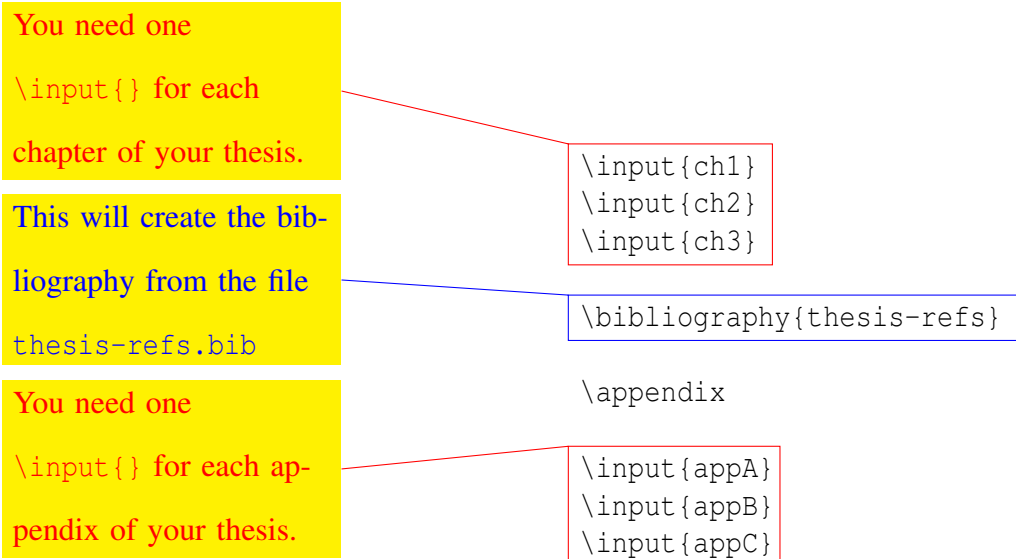 You need one
\input{} for each
chapter of your thesis.
\input{ch1}
\input{ch2}
\input{ch3}
This will create the bib-
liography from the file
thesis-refs.bib
\bibliography{thesis-refs}
\appendix
You need one
\input{} for each ap-
pendix of your thesis.
\input{appA}
\input{appB}
\input{appC}